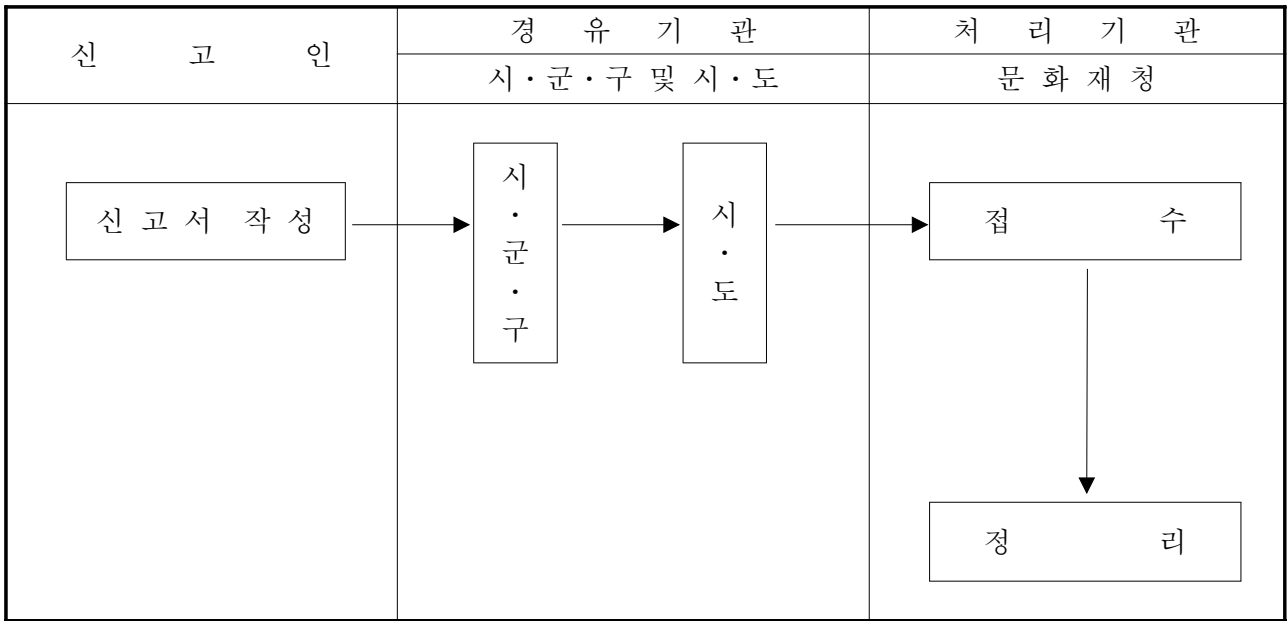 신 고 인
경 유 기 관
처 리 기 관
시·군·구 및 시·도
문 화 재 청
신 고 서 작 성
시
·
군
·
구
시
·
도
접 수
정 리